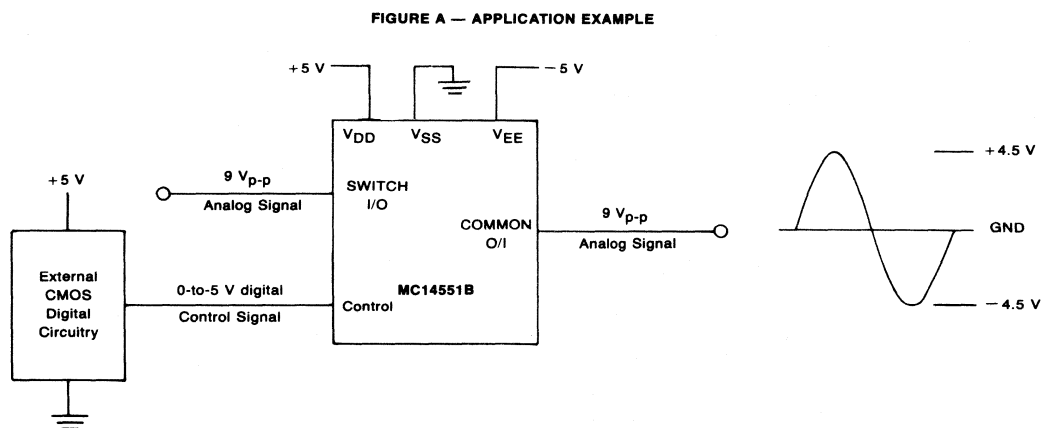 FIGURE A — APPLICATION EXAMPLE
+5 V
−5 V
VDD
VSS
VEE
+5 V
9 Vp-p
Analog Signal
SWITCH
I/O
COMMON
O/I
9 Vp-p
Analog Signal
+4.5 V
GND
−4.5 V
External
CMOS
Digital
Circuitry
0-to-5 V digital
Control Signal
Control
MC14551B